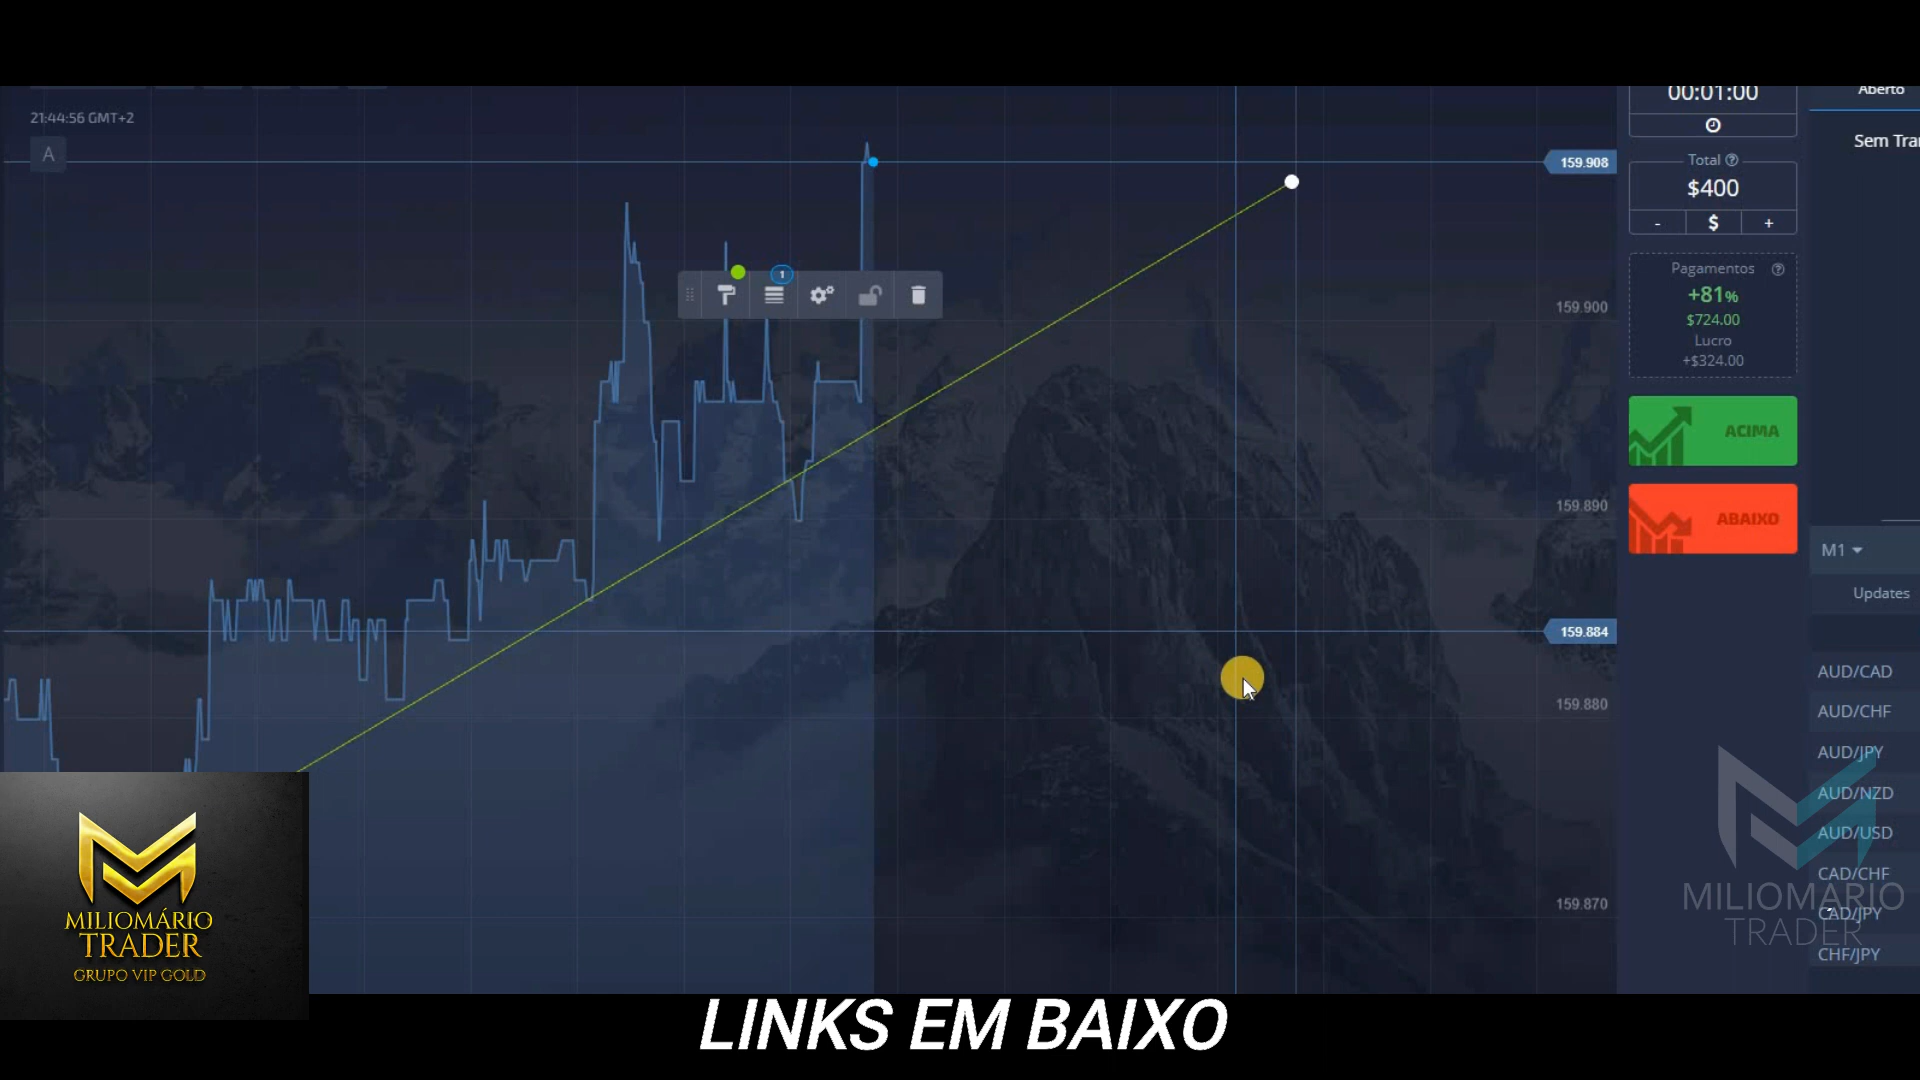 21:44:56 GMT+2
A
159.908
159.900
159.890
159.884
159.880
159.870
1
00:01:00
Total
$400
- $ +
Pagamentos
+81%
$724.00
Lucro
+$324.00
ACIMA
ABAIXO
Aberto
Sem Tra
M1
Updates
AUD/CAD
AUD/CHF
AUD/JPY
AUD/NZD
AUD/USD
CAD/CHF
CAD/JPY
CHF/JPY
MILIOMÁRIO
TRADER
MILIOMÁRIO
TRADER
GRUPO VIP GOLD
LINKS EM BAIXO